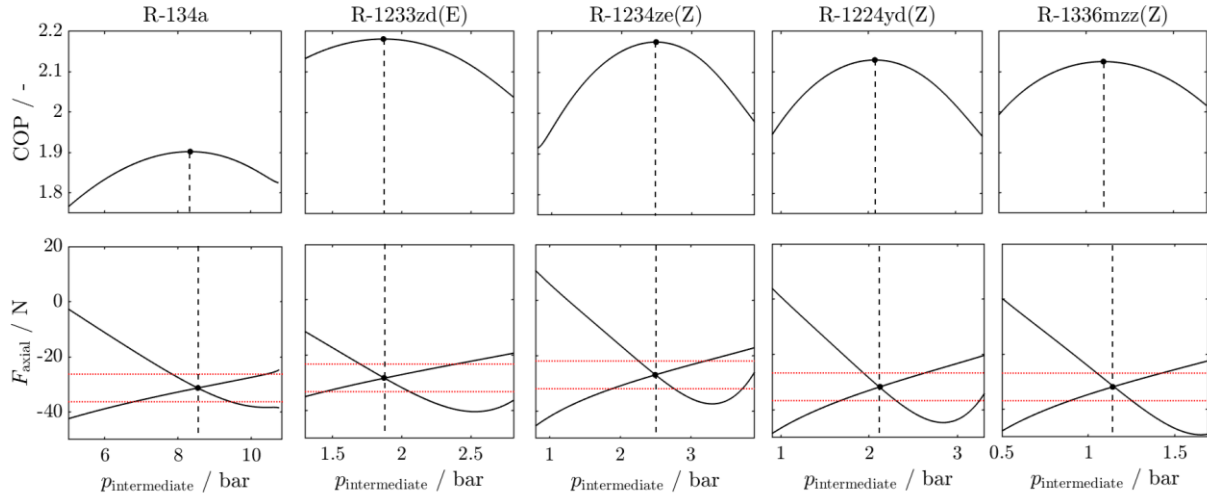 R-134a R-1233zd(E) R-1234ze(Z) R-1224yd(Z) R-1336mzz(Z)
2.2
2.1
2
1.9
1.8
COP / -
20
0
-20
-40
F_axial / N
6 8 10 1.5 2 2.5 1 2 3 1 2 3 0.5 1 1.5
p_intermediate / bar p_intermediate / bar p_intermediate / bar p_intermediate / bar p_intermediate / bar